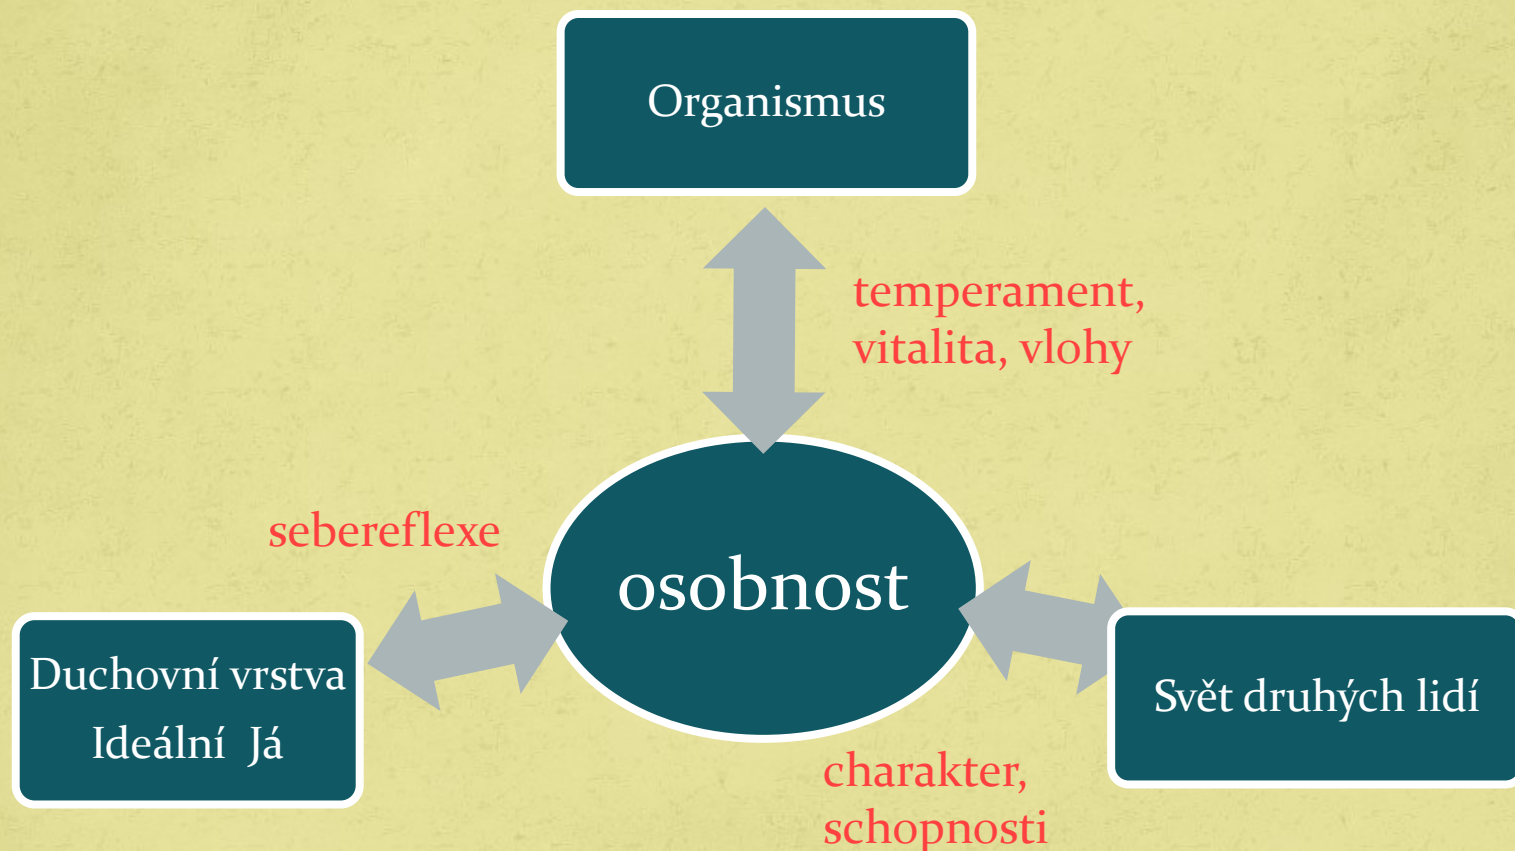 Organismus
temperament,
vitalita, vlohy
sebereflexe
osobnost
Duchovní vrstva
Ideální Já
Svět druhých lidí
charakter,
schopnosti